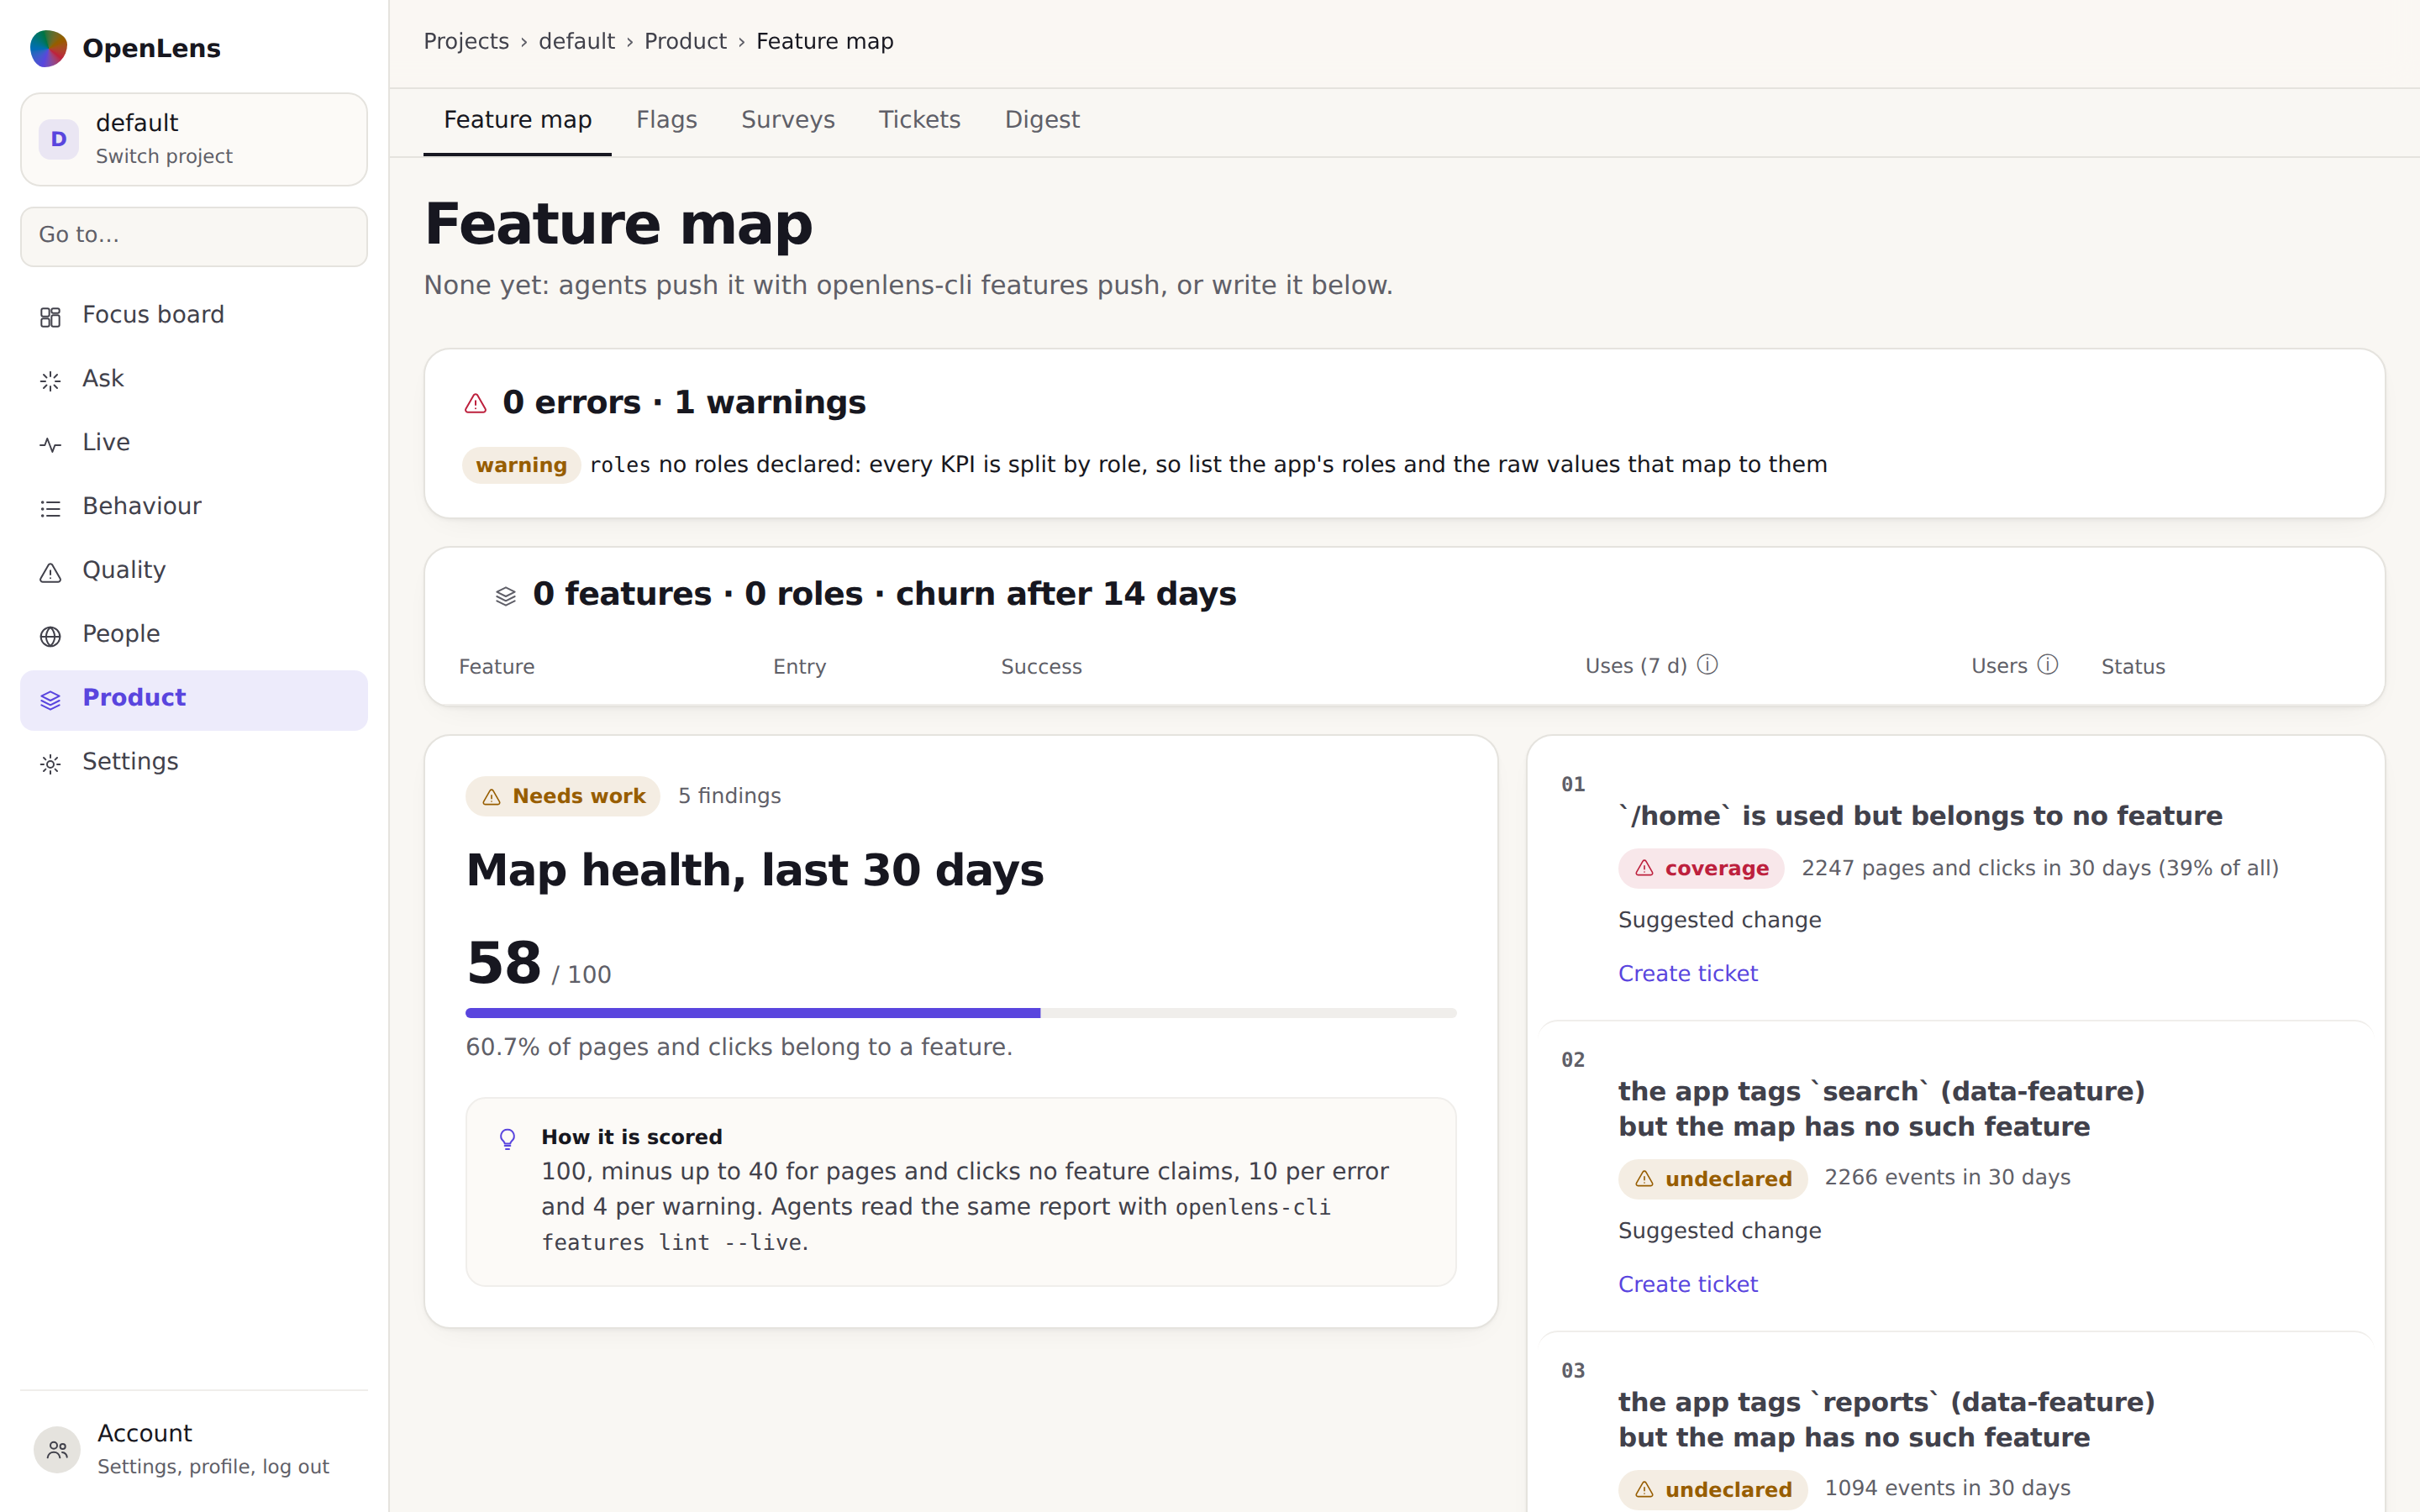 OpenLens
D
default
Switch project
Go to…
Focus board
Ask
Live
Behaviour
Quality
People
Product
Settings
Account
Settings, profile, log out
Projects › default › Product › Feature map
Feature map Flags Surveys Tickets Digest
Feature map
None yet: agents push it with openlens-cli features push, or write it below.
0 errors · 1 warnings
warning roles no roles declared: every KPI is split by role, so list the app's roles and the raw values that map to them
0 features · 0 roles · churn after 14 days
Feature Entry Success Uses (7 d) ⓘ Users ⓘ Status
Needs work 5 findings
Map health, last 30 days
58 / 100
60.7% of pages and clicks belong to a feature.
How it is scored
100, minus up to 40 for pages and clicks no feature claims, 10 per error
and 4 per warning. Agents read the same report with openlens-cli
features lint --live.
01
`/home` is used but belongs to no feature
coverage 2247 pages and clicks in 30 days (39% of all)
Suggested change
Create ticket
02
the app tags `search` (data-feature)
but the map has no such feature
undeclared 2266 events in 30 days
Suggested change
Create ticket
03
the app tags `reports` (data-feature)
but the map has no such feature
undeclared 1094 events in 30 days